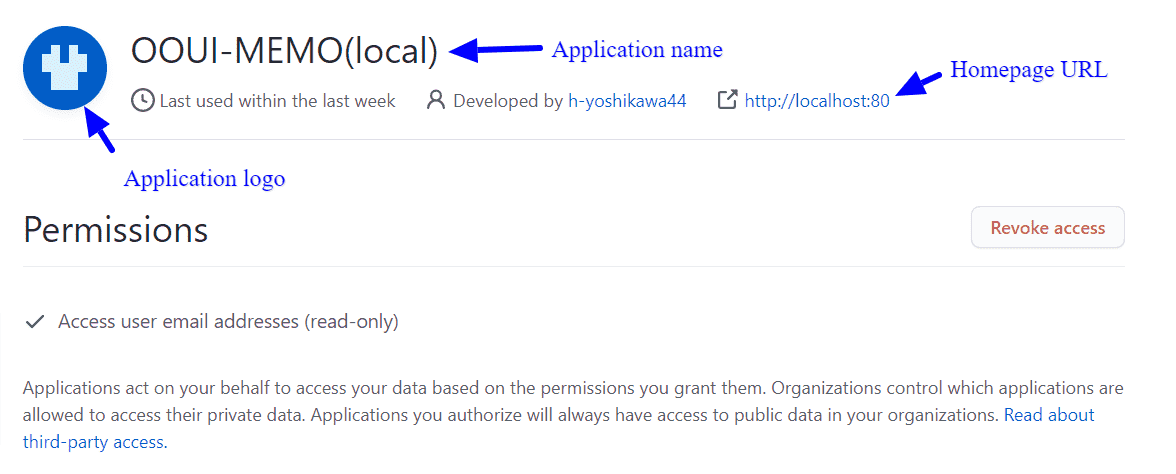 OOUI-MEMO(local)
Application name
Homepage URL
Last used within the last week Developed by h-yoshikawa44 http://localhost:80
Application logo
Permissions
Revoke access
Access user email addresses (read-only)
Applications act on your behalf to access your data based on the permissions you grant them. Organizations control which applications are
allowed to access their private data. Applications you authorize will always have access to public data in your organizations. Read about
third-party access.